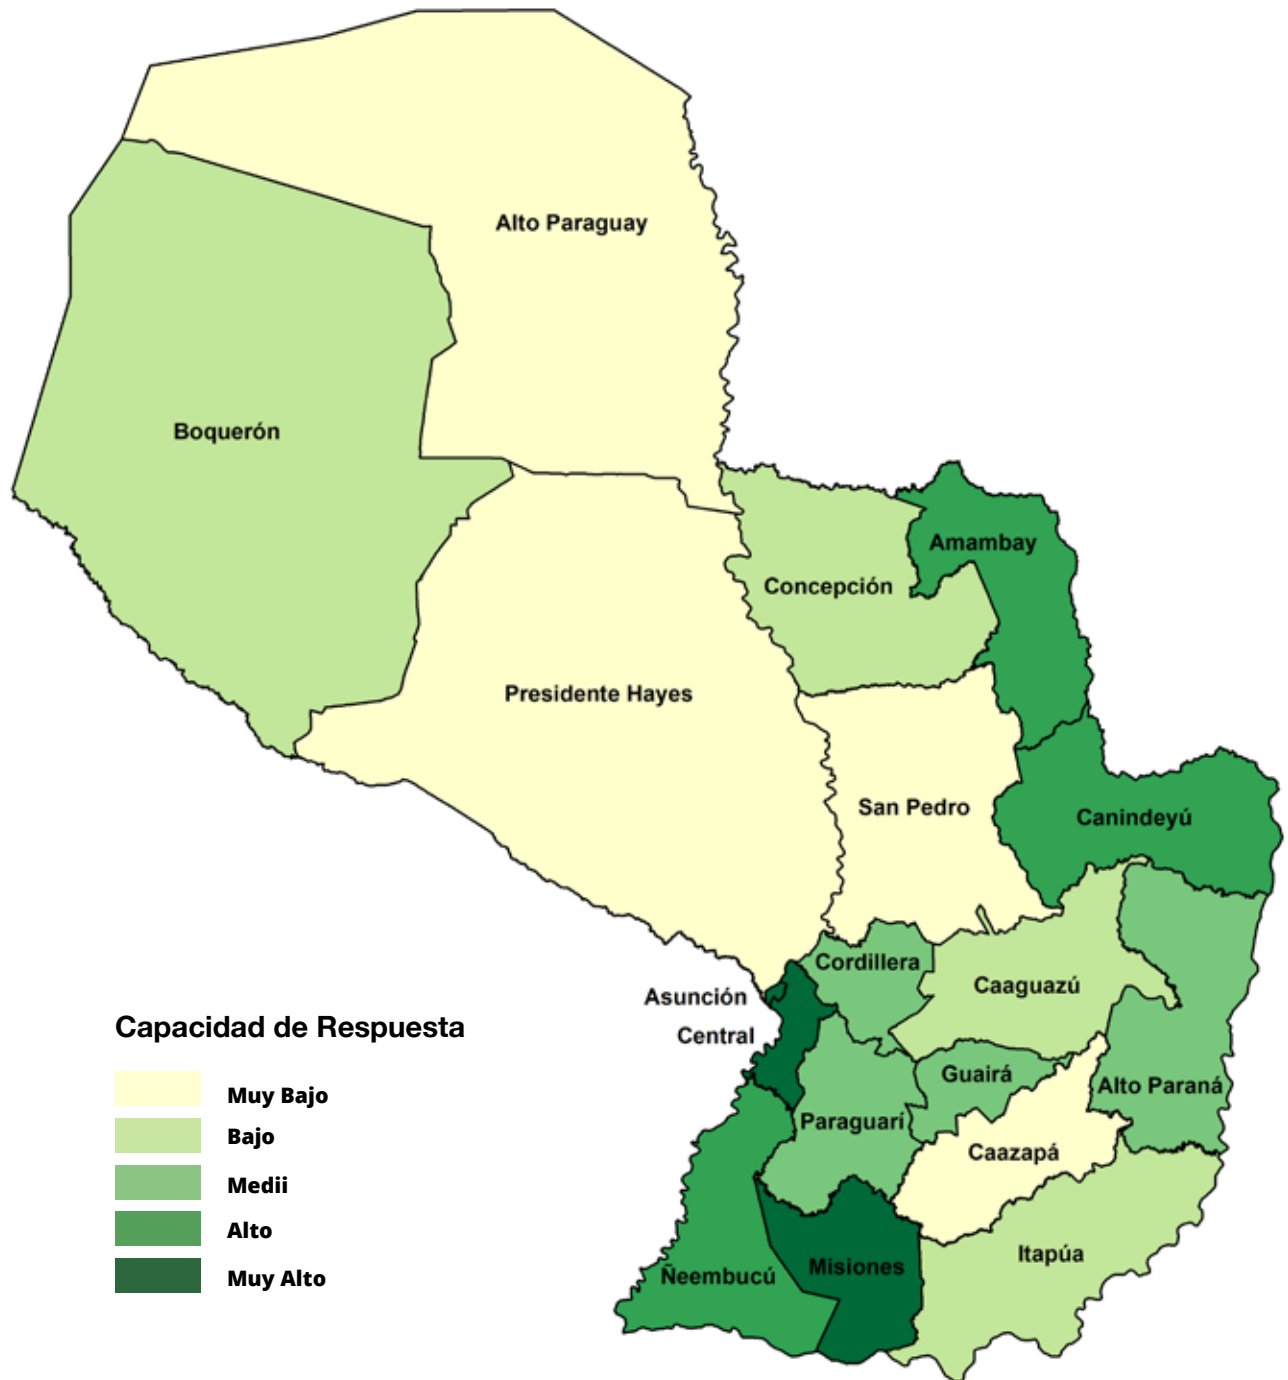 Alto Paraguay
Boquerón
Amambay
Concepción
Presidente Hayes
San Pedro
Canindeyú
Cordillera
Caaguazú
Asunción
Central
Guairá
Alto Paraná
Paraguarí
Caazapá
Itapúa
Misiones
Ñeembucú
Capacidad de Respuesta
Muy Bajo
Bajo
Medii
Alto
Muy Alto